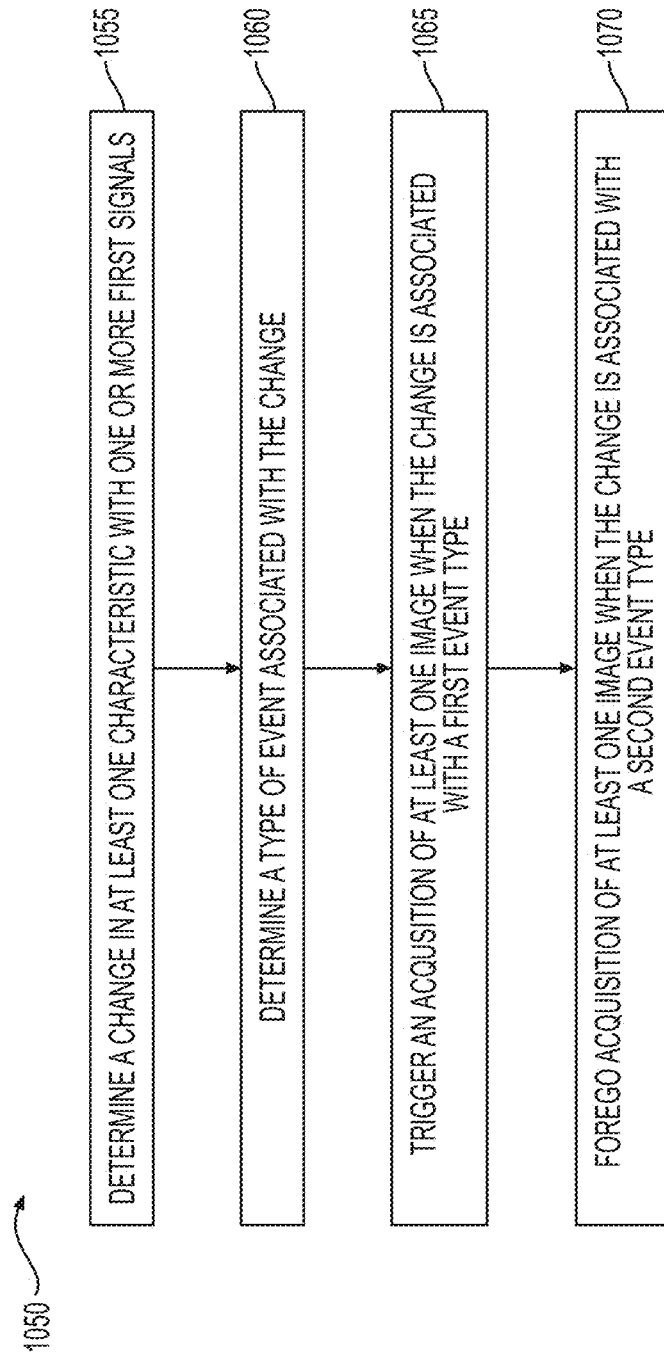 1050
DETERMINE A CHANGE IN AT LEAST ONE CHARACTERISTIC WITH ONE OR MORE FIRST SIGNALS
1055
DETERMINE A TYPE OF EVENT ASSOCIATED WITH THE CHANGE
1060
TRIGGER AN ACQUSITION OF AT LEAST ONE IMAGE WHEN THE CHANGE IS ASSOCIATED
WITH A FIRST EVENT TYPE
1065
FOREGO ACQUISITION OF AT LEAST ONE IMAGE WHEN THE CHANGE IS ASSOCIATED WITH
A SECOND EVENT TYPE
1070